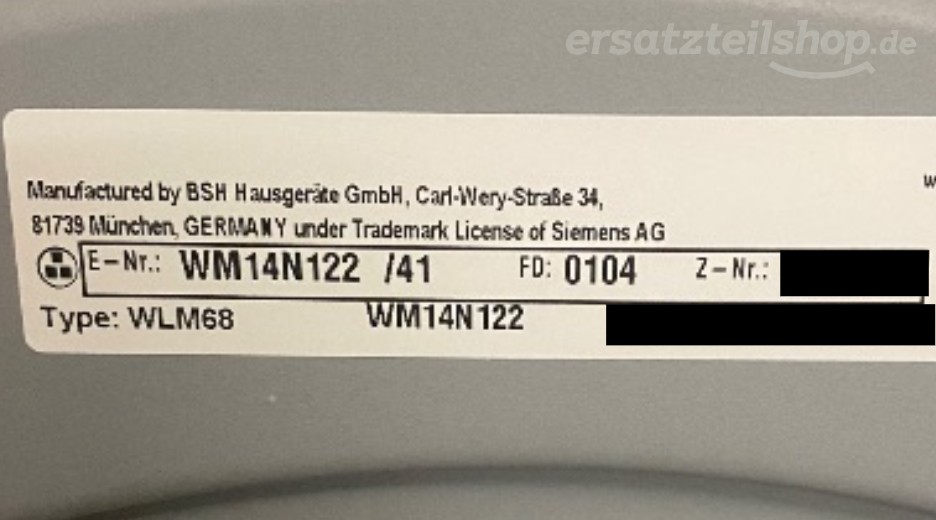 ersatzteilshop.de
Manufactured by BSH Hausgeräte GmbH, Carl-Wery-Straße 34,
81739 München, GERMANY under Trademark License of Siemens AG
E-Nr.: WM14N122 /41 FD: 0104 Z-Nr.:
Type: WLM68 WM14N122